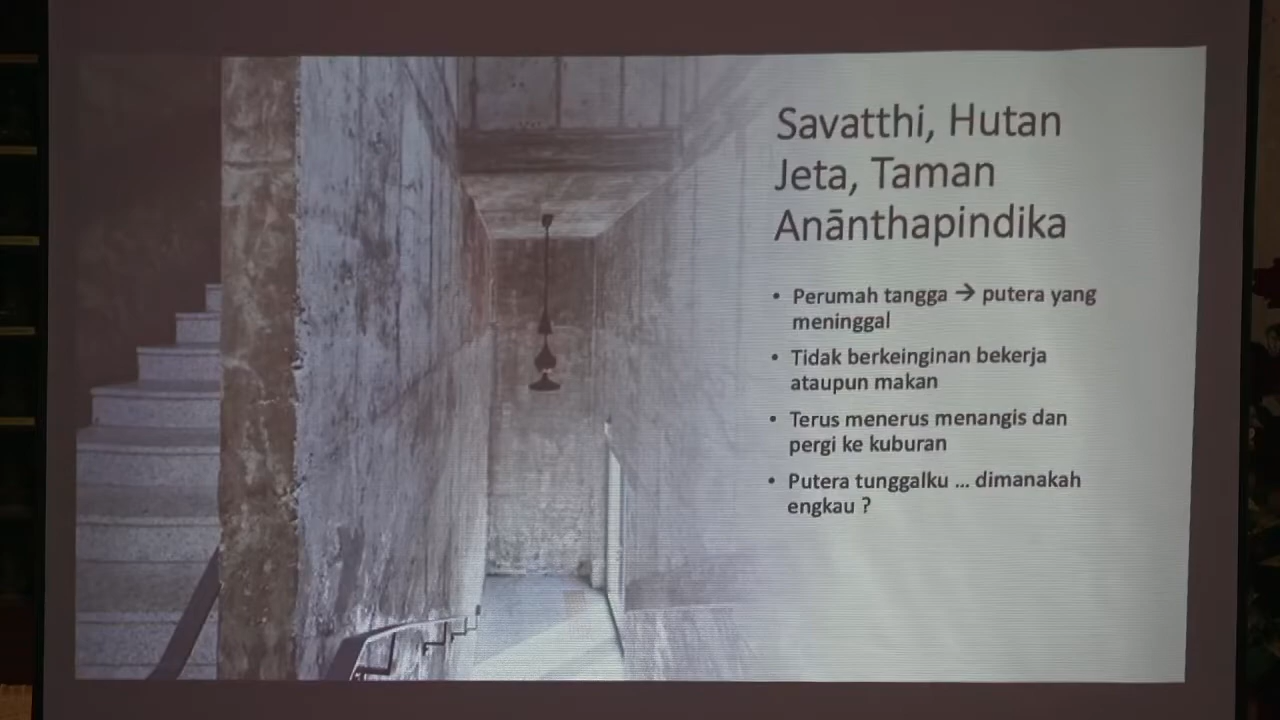 Savatthi, Hutan
Jeta, Taman
Anānthapindika
• Perumah tangga → putera yang
meninggal
• Tidak berkeinginan bekerja
ataupun makan
• Terus menerus menangis dan
pergi ke kuburan
• Putera tunggalku ... dimanakah
engkau ?